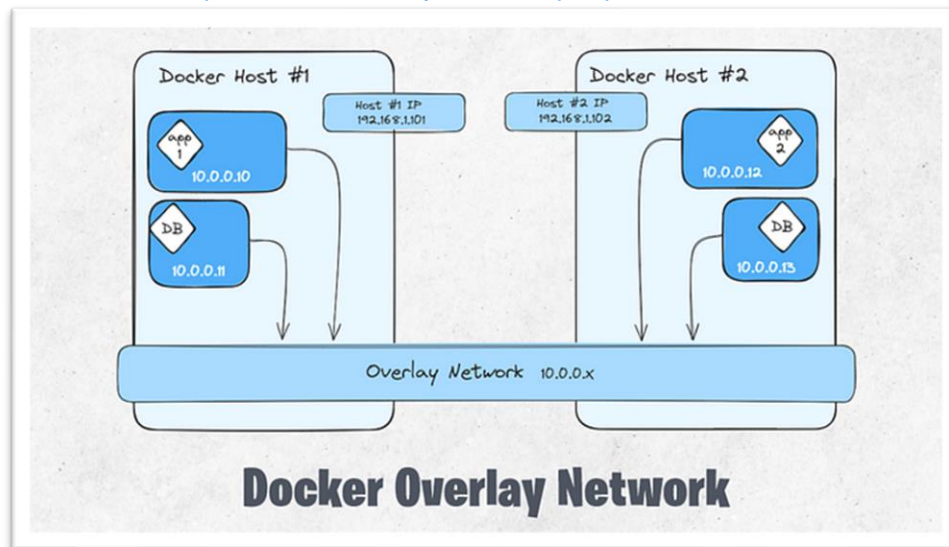 Docker Host #1
Host #1 IP
192.168.1.101
app
1
10.0.0.10
DB
10.0.0.11
Docker Host #2
Host #2 IP
192.168.1.102
app
2
10.0.0.12
DB
10.0.0.13
Overlay Network 10.0.0.x
Docker Overlay Network